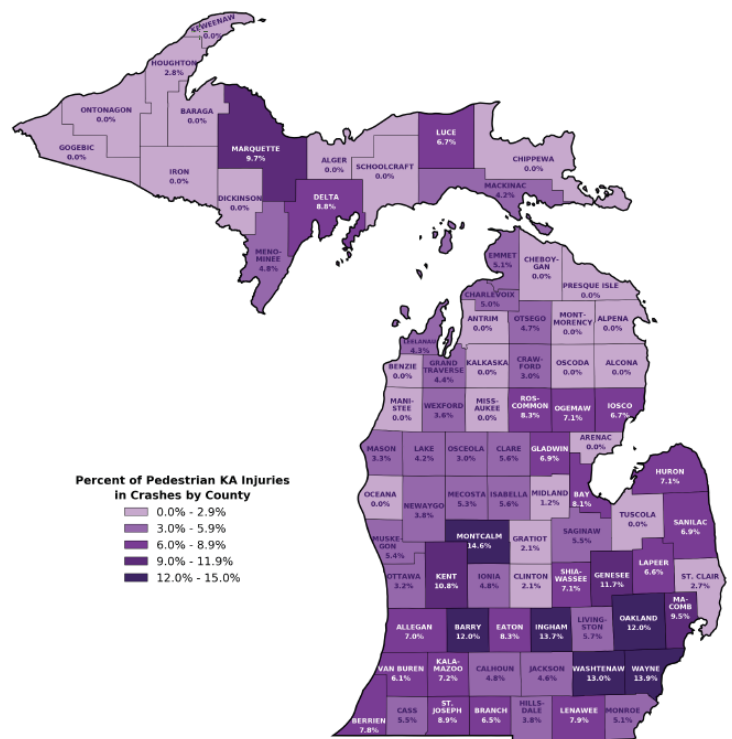 KEWEENAW
0.0%
HOUGHTON
2.8%
ONTONAGON
0.0%
BARAGA
0.0%
GOGEBIC
0.0%
MARQUETTE
9.7%
IRON
0.0%
DICKINSON
0.0%
MENO-
MINEE
4.8%
DELTA
8.8%
ALGER
0.0%
SCHOOLCRAFT
0.0%
LUCE
6.7%
CHIPPEWA
0.0%
MACKINAC
4.2%
EMMET
5.1%
CHEBOY-
GAN
0.0%
PRESQUE ISLE
0.0%
CHARLEVOIX
5.0%
ANTRIM
0.0%
OTSEGO
4.7%
MONT-
MORENCY
0.0%
ALPENA
0.0%
LEELANAU
4.3%
BENZIE
0.0%
GRAND
TRAVERSE
4.4%
KALKASKA
0.0%
CRAW-
FORD
3.0%
OSCODA
0.0%
ALCONA
0.0%
MANI-
STEE
0.0%
WEXFORD
3.6%
MISS-
AUKEE
0.0%
ROS-
COMMON
8.3%
OGEMAW
7.1%
IOSCO
6.7%
MASON
3.3%
LAKE
4.2%
OSCEOLA
3.0%
CLARE
5.6%
GLADWIN
6.9%
ARENAC
0.0%
HURON
7.1%
OCEANA
0.0%
NEWAYGO
3.8%
MECOSTA
5.3%
ISABELLA
5.6%
MIDLAND
1.2%
BAY
8.1%
TUSCOLA
0.0%
SANILAC
6.9%
MUSKE-
GON
5.4%
MONTCALM
14.6%
GRATIOT
2.1%
SAGINAW
5.5%
OTTAWA
3.2%
KENT
10.8%
IONIA
4.8%
CLINTON
2.1%
SHIA-
WASSEE
7.1%
GENESEE
11.7%
LAPEER
6.6%
ST. CLAIR
2.7%
ALLEGAN
7.0%
BARRY
12.0%
EATON
8.3%
INGHAM
13.7%
LIVING-
STON
5.7%
OAKLAND
12.0%
MA-
COMB
9.5%
VAN BUREN
6.1%
KALA-
MAZOO
7.2%
CALHOUN
4.8%
JACKSON
4.6%
WASHTENAW
13.0%
WAYNE
13.9%
BERRIEN
7.8%
CASS
5.5%
ST.
JOSEPH
8.9%
BRANCH
6.5%
HILLS-
DALE
3.8%
LENAWEE
7.9%
MONROE
5.1%
Percent of Pedestrian KA Injuries
in Crashes by County
0.0% - 2.9%
3.0% - 5.9%
6.0% - 8.9%
9.0% - 11.9%
12.0% - 15.0%